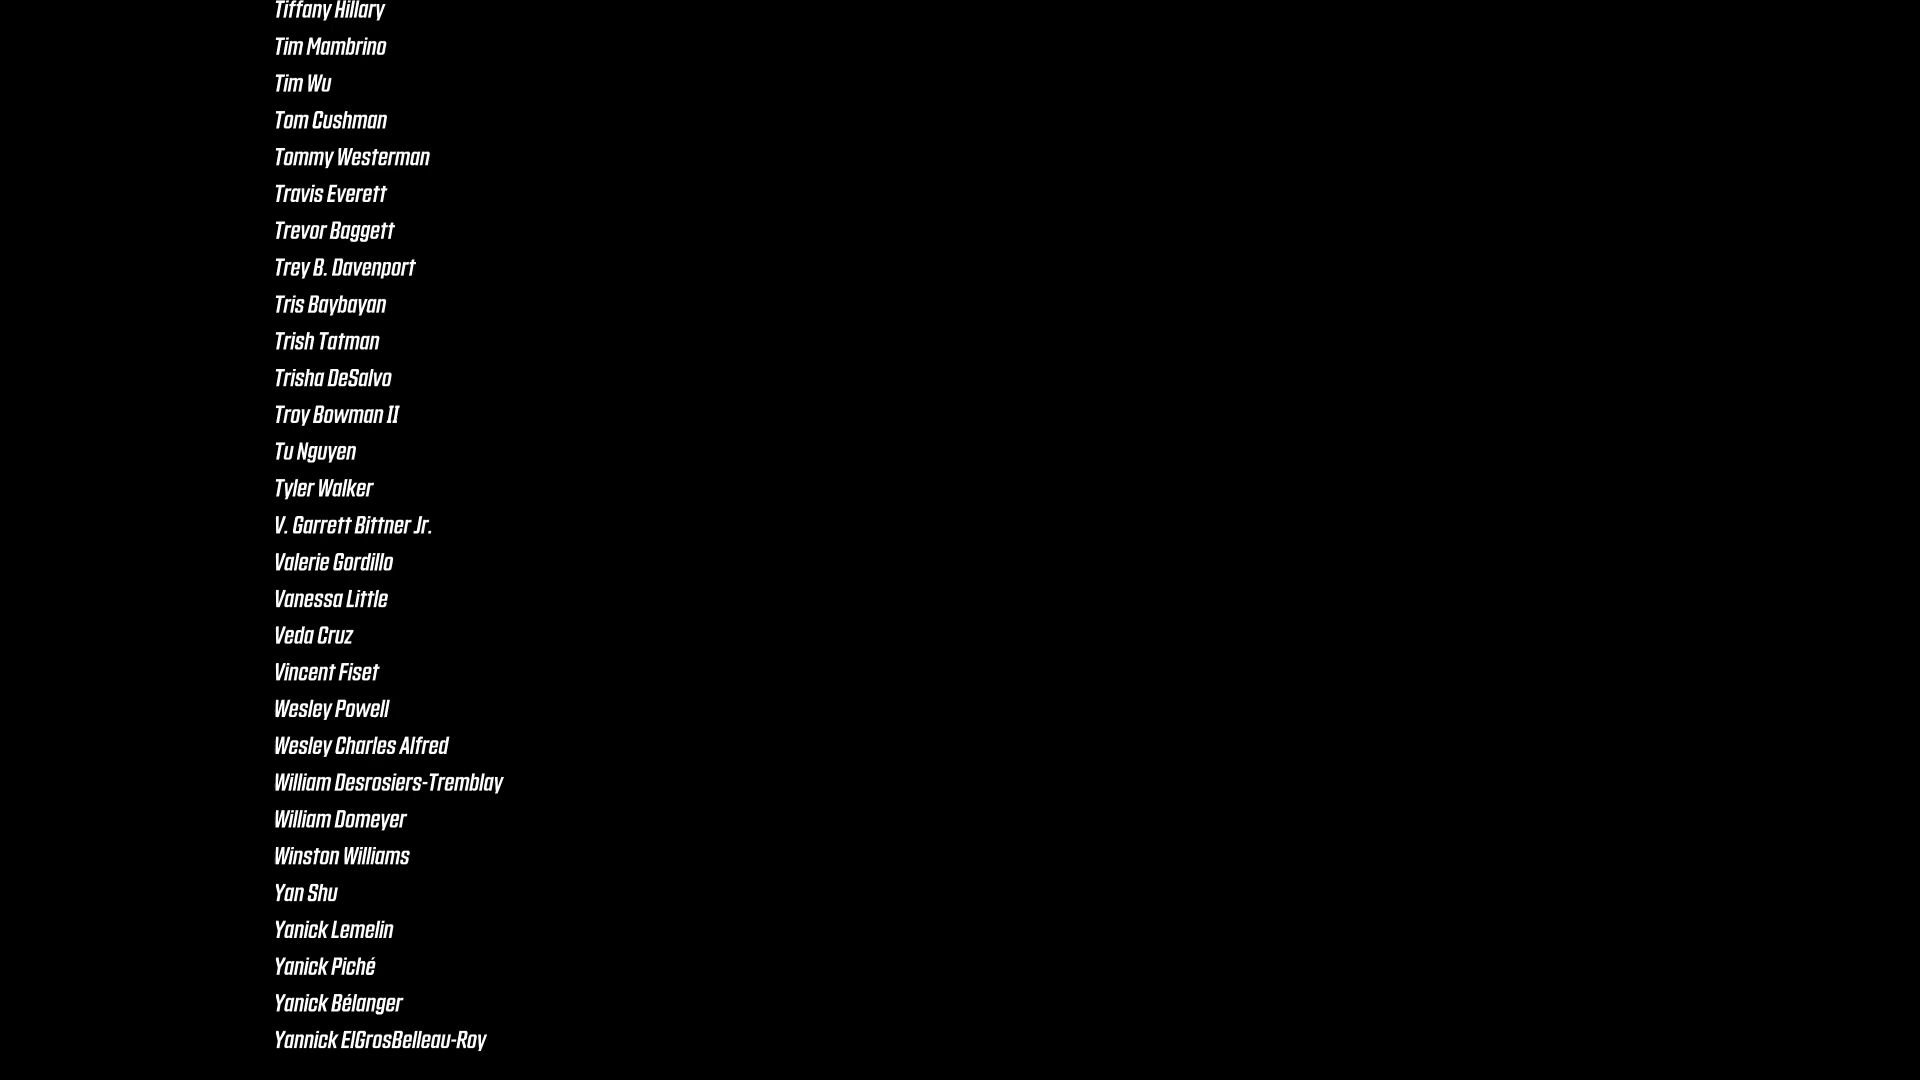 Tiffany Hillary
Tim Mambrino
Tim Wu
Tom Cushman
Tommy Westerman
Travis Everett
Trevor Baggett
Trey B. Davenport
Tris Baybayan
Trish Tatman
Trisha DeSalvo
Troy Bowman II
Tu Nguyen
Tyler Walker
V. Garrett Bittner Jr.
Valerie Gordillo
Vanessa Little
Veda Cruz
Vincent Fiset
Wesley Powell
Wesley Charles Alfred
William Desrosiers-Tremblay
William Domeyer
Winston Williams
Yan Shu
Yanick Lemelin
Yanick Piché
Yanick Bélanger
Yannick ElGrosBelleau-Roy